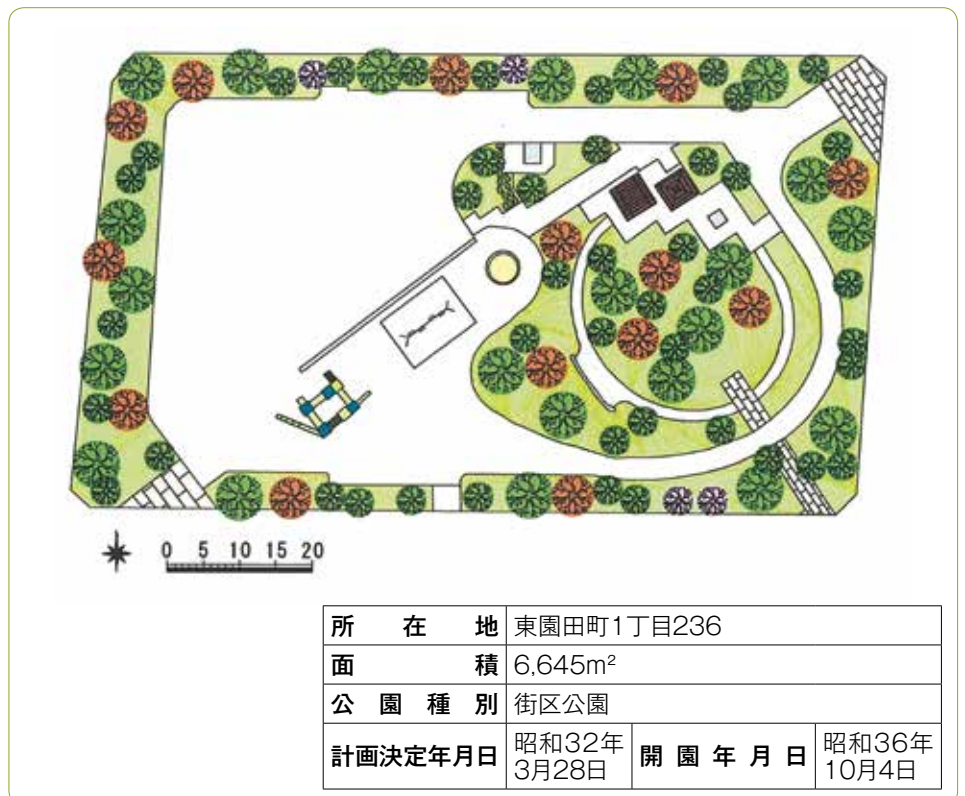 0 5 10 15 20
所在地 東園田町1丁目236
面積 6,645m²
公園種別 街区公園
計画決定年月日 昭和32年3月28日 開園年月日 昭和36年10月4日